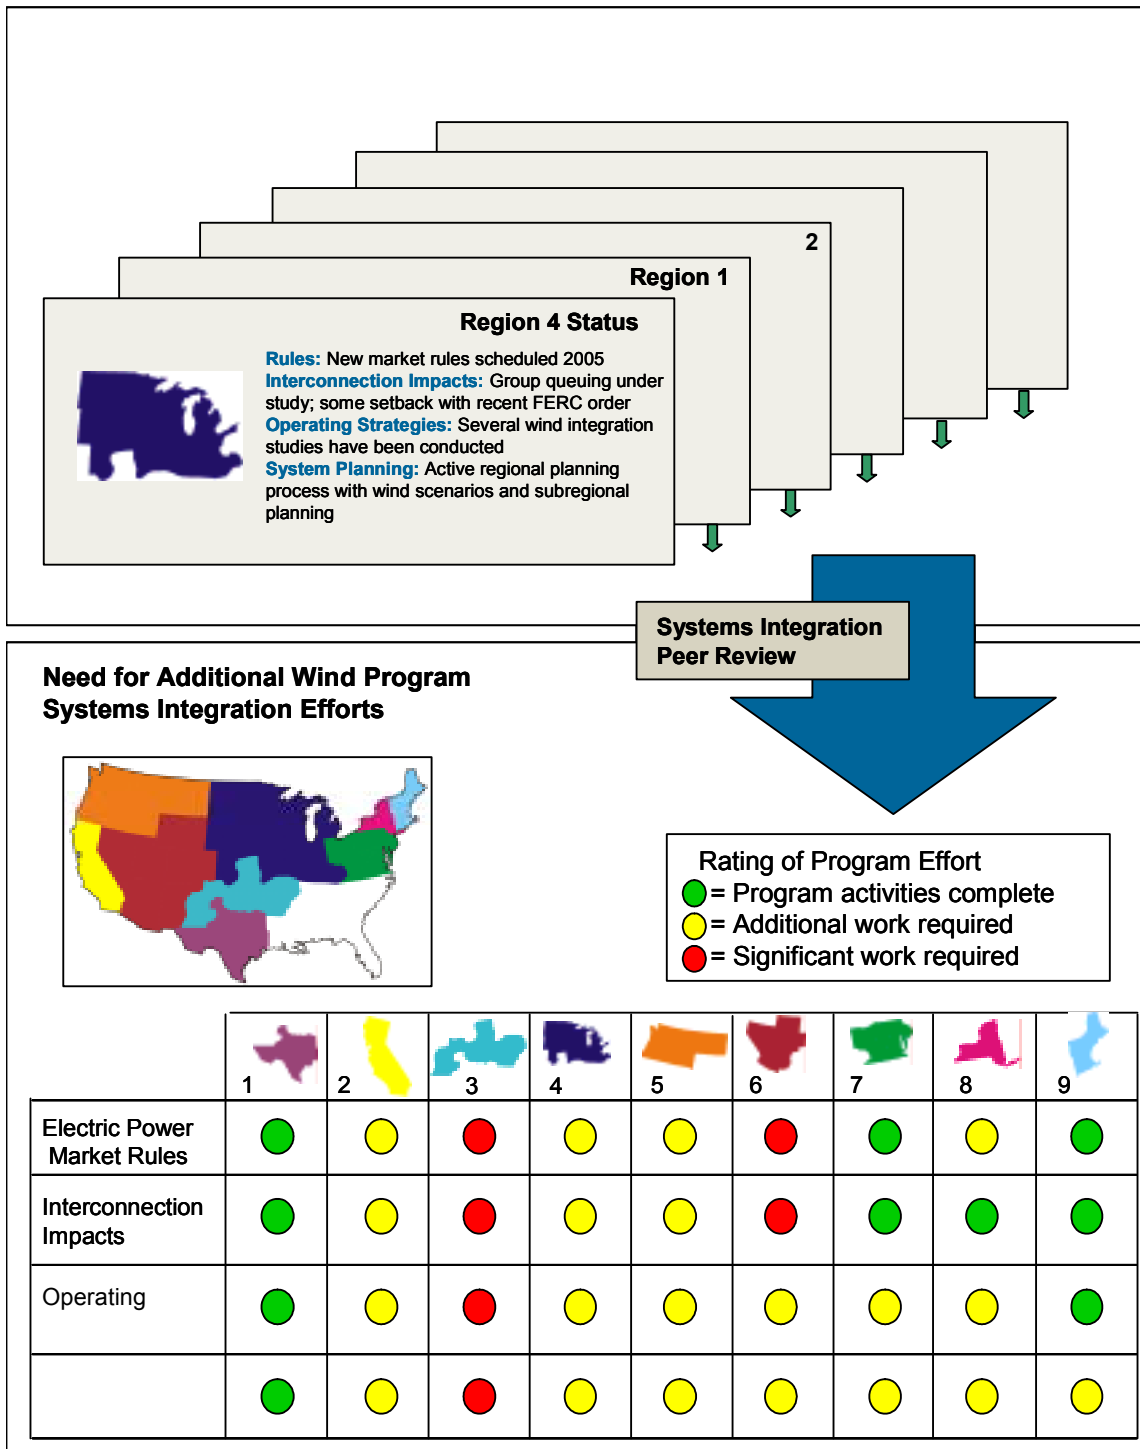 2
Region 1
Region 4 Status
Rules: New market rules scheduled 2005
Interconnection Impacts: Group queuing under
study; some setback with recent FERC order
Operating Strategies: Several wind integration
studies have been conducted
System Planning: Active regional planning
process with wind scenarios and subregional
planning
Systems Integration
Peer Review
Need for Additional Wind Program
Systems Integration Efforts
Rating of Program Effort
= Program activities complete
= Additional work required
= Significant work required
1 2 3 4 5 6 7 8 9
Electric Power
Market Rules
Interconnection
Impacts
Operating